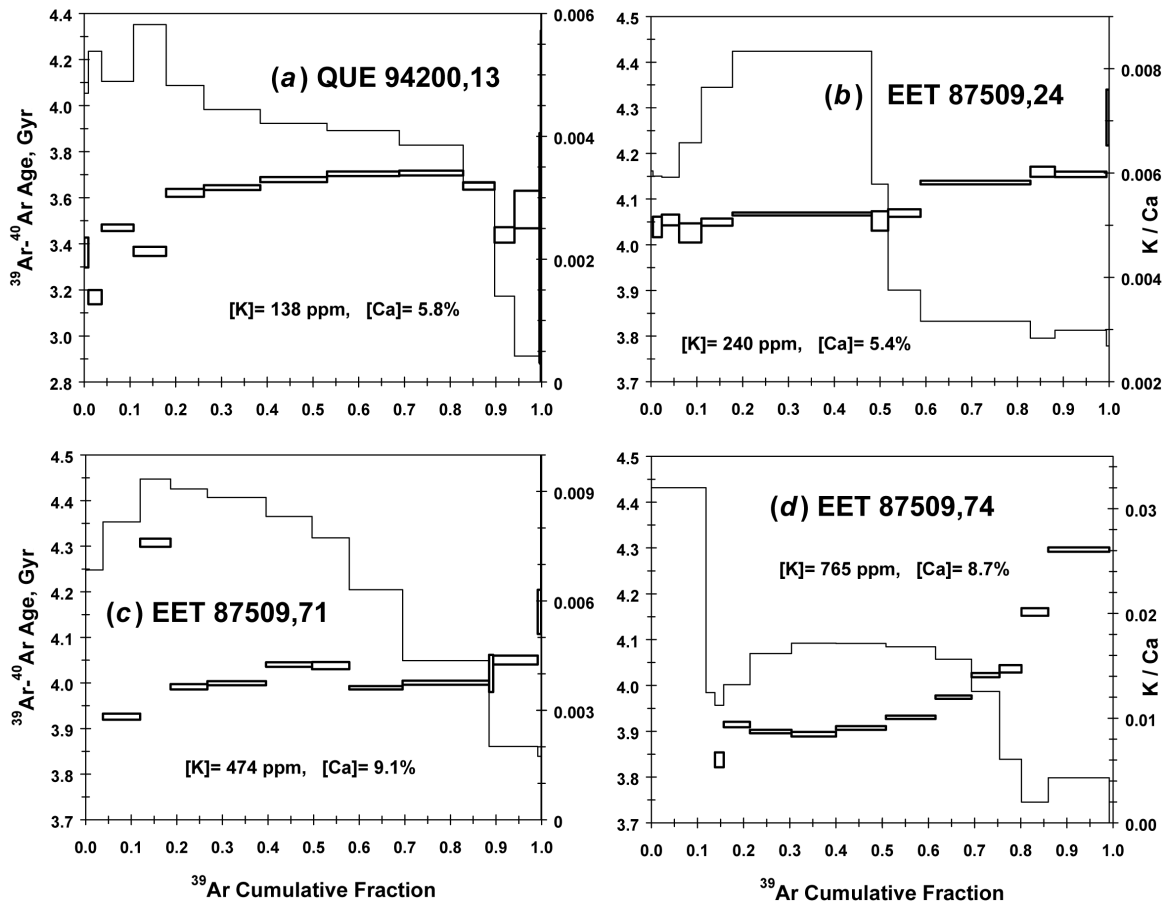 (a) QUE 94200,13
[K]= 138 ppm, [Ca]= 5.8%
39Ar-40Ar Age, Gyr
4.4
4.2
4.0
3.8
3.6
3.4
3.2
3.0
2.8
0.006
0.004
0.002
0
0.0 0.1 0.2 0.3 0.4 0.5 0.6 0.7 0.8 0.9 1.0
(b) EET 87509,24
[K]= 240 ppm, [Ca]= 5.4%
4.5
4.4
4.3
4.2
4.1
4.0
3.9
3.8
3.7
0.008
0.006
0.004
0.002
K / Ca
0.0 0.1 0.2 0.3 0.4 0.5 0.6 0.7 0.8 0.9 1.0
(c) EET 87509,71
[K]= 474 ppm, [Ca]= 9.1%
39Ar-40Ar Age, Gyr
4.5
4.4
4.3
4.2
4.1
4.0
3.9
3.8
3.7
0.009
0.006
0.003
0
0.0 0.1 0.2 0.3 0.4 0.5 0.6 0.7 0.8 0.9 1.0
39Ar Cumulative Fraction
(d) EET 87509,74
[K]= 765 ppm, [Ca]= 8.7%
4.5
4.4
4.3
4.2
4.1
4.0
3.9
3.8
3.7
0.03
0.02
0.01
0.00
K / Ca
0.0 0.1 0.2 0.3 0.4 0.5 0.6 0.7 0.8 0.9 1.0
39Ar Cumulative Fraction